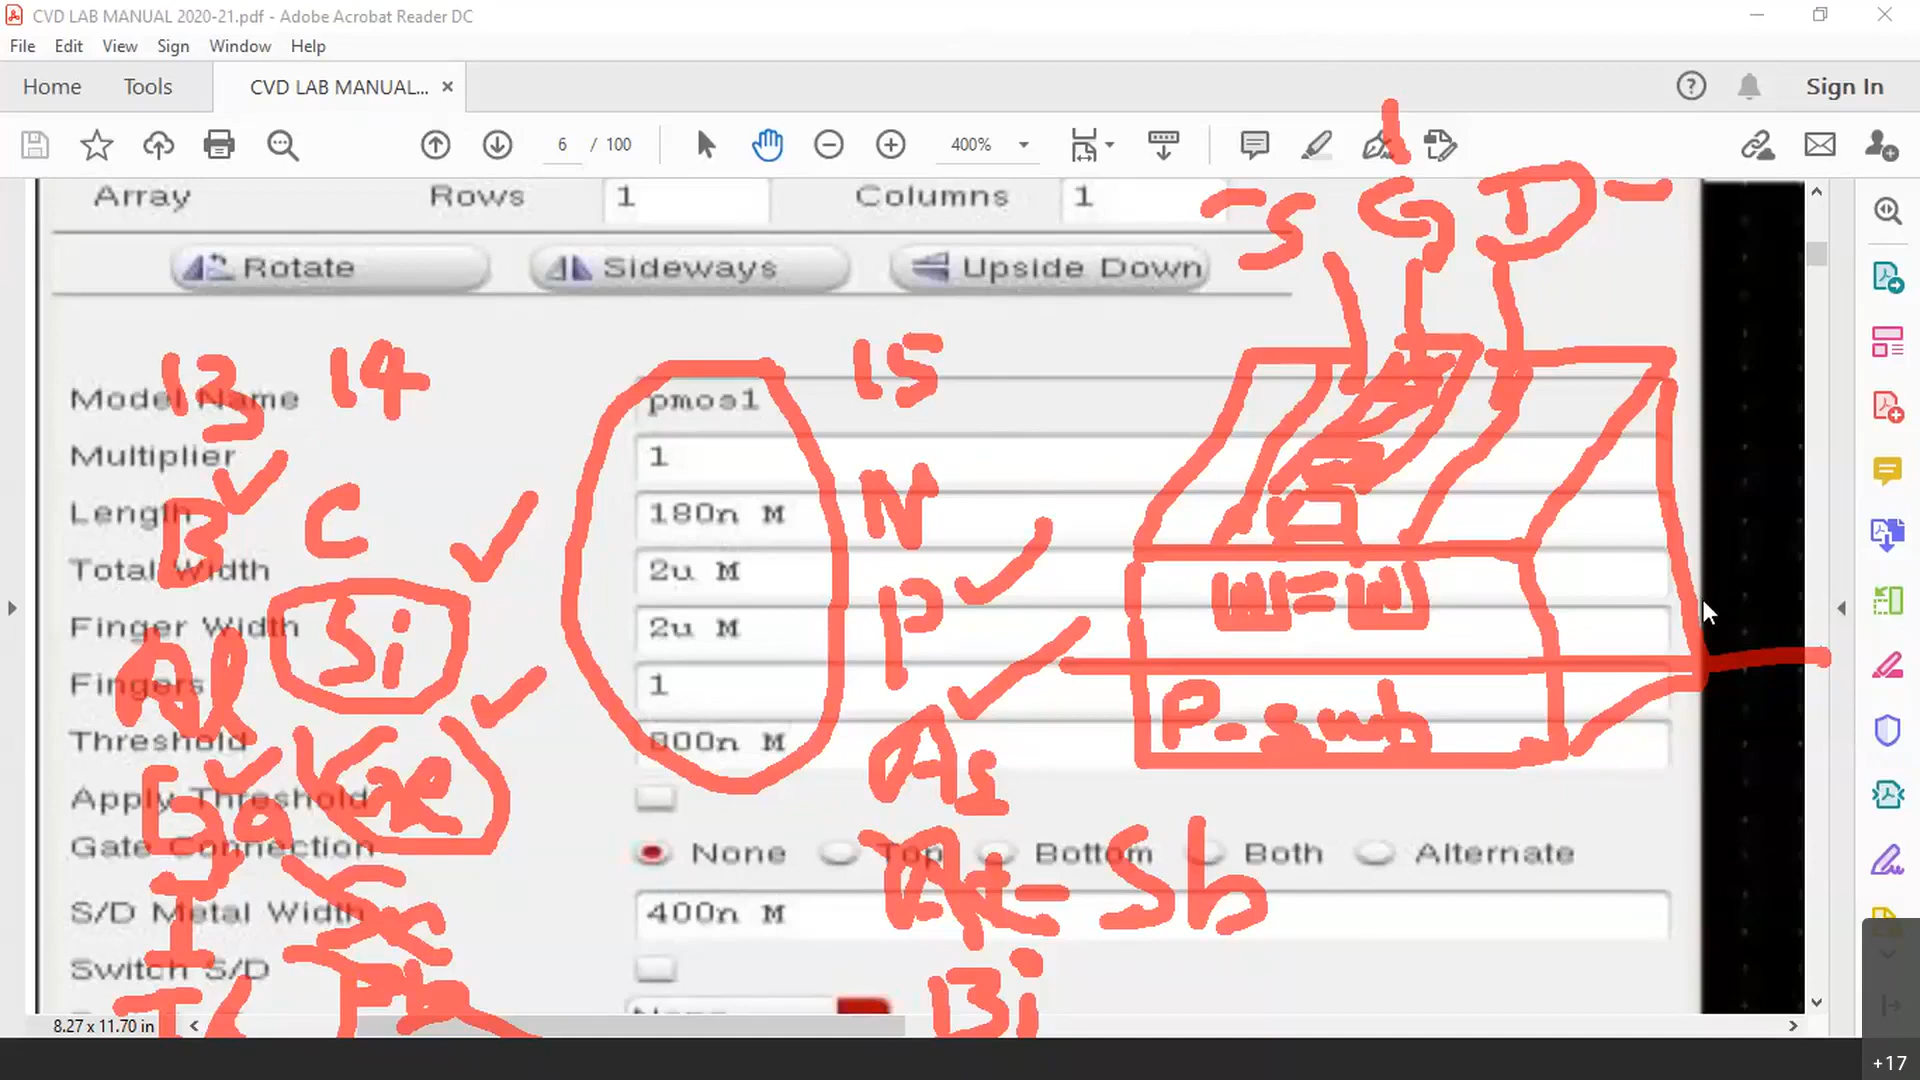 CVD LAB MANUAL 2020-21.pdf - Adobe Acrobat Reader DC
File Edit View Sign Window Help
Home Tools CVD LAB MANUAL... × Sign In
6 / 100 400%
Array Rows 1 Columns 1
S G D
Rotate Sideways Upside Down
13 14 15
Model Name pmos1
Multiplier 1
Length 180n M
B C N
Total Width 2u M
W = W
Finger Width 2u M
Si P
Fingers 1
Al
P-sub
Threshold 800n M
As
Ga Ge
Apply Threshold
Gate Connection None Top Bottom Both Alternate
Sb
S/D Metal Width 400n M
Switch S/D
Bi
None
8.27 x 11.70 in
+17